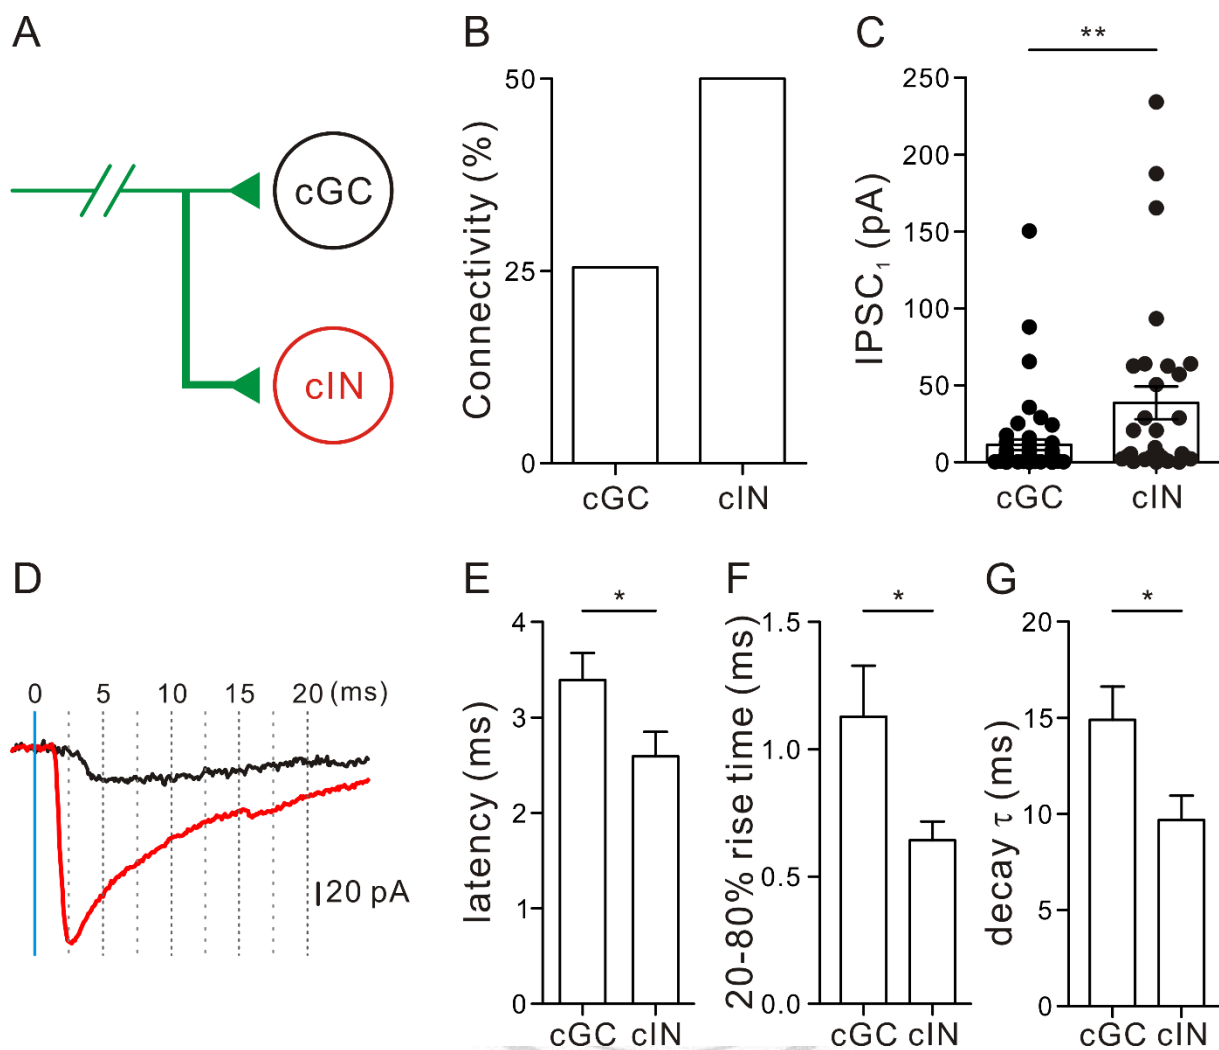 A
cGC
cIN
B
Connectivity (%)
50
25
0
cGC
cIN
C
**
IPSC₁ (pA)
250
200
150
100
50
0
cGC
cIN
D
0 5 10 15 20 (ms)
20 pA
E
*
latency (ms)
4
3
2
1
0
cGC
cIN
F
*
20-80% rise time (ms)
1.5
1.0
0.5
0.0
cGC
cIN
G
*
decay τ (ms)
20
15
10
5
0
cGC
cIN